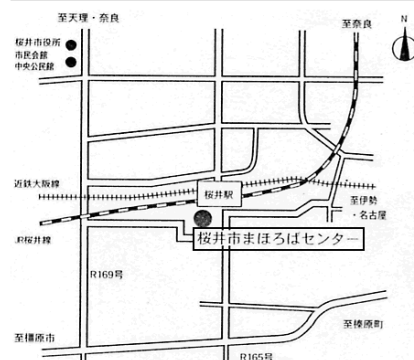 至天理・奈良
至奈良
N
桜井市役所
市民会館
中央公民館
近鉄大阪線
桜井駅
至伊勢
・名古屋
JR桜井線
桜井市まほろばセンター
R169号
至橿原市
至榛原町
R165号